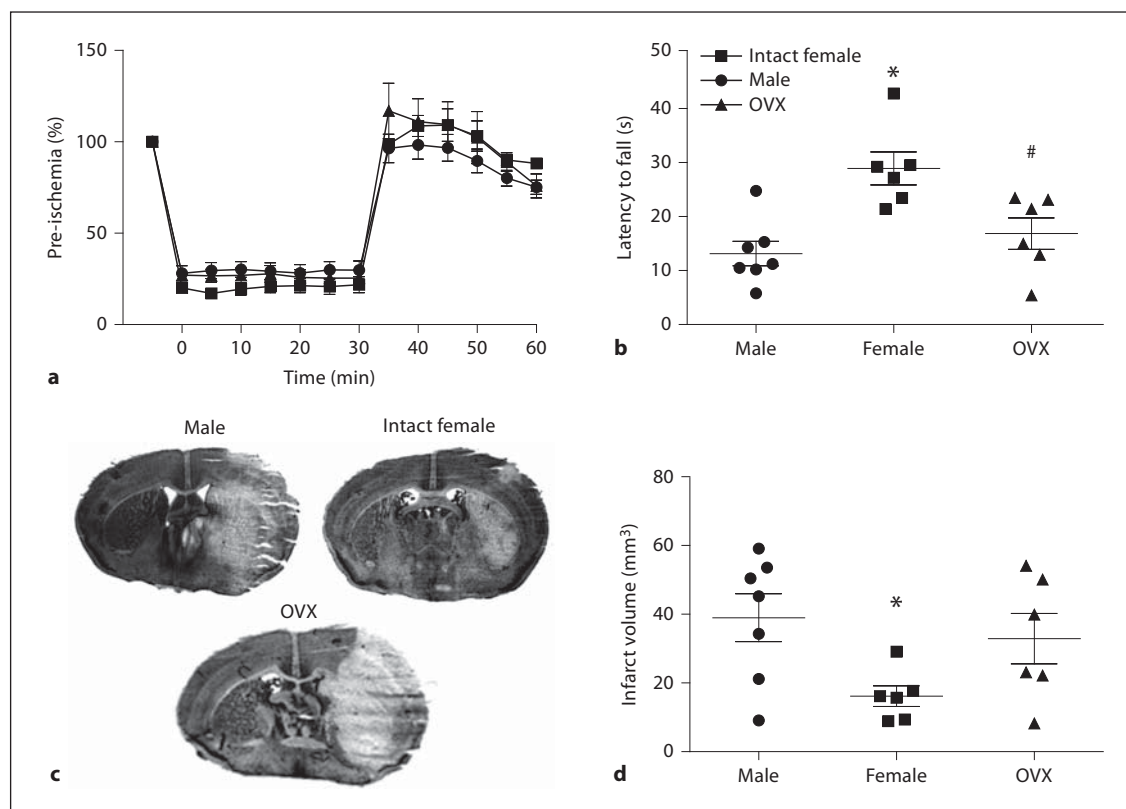 150
100
50
0
Pre-ischemia (%)
0 10 20 30 40 50 60
Time (min)
a
50
40
30
20
10
0
Latency to fall (s)
Intact female
Male
OVX
*
#
Male Female OVX
b
Male
Intact female
OVX
c
80
60
40
20
0
Infarct volume (mm³)
*
Male Female OVX
d